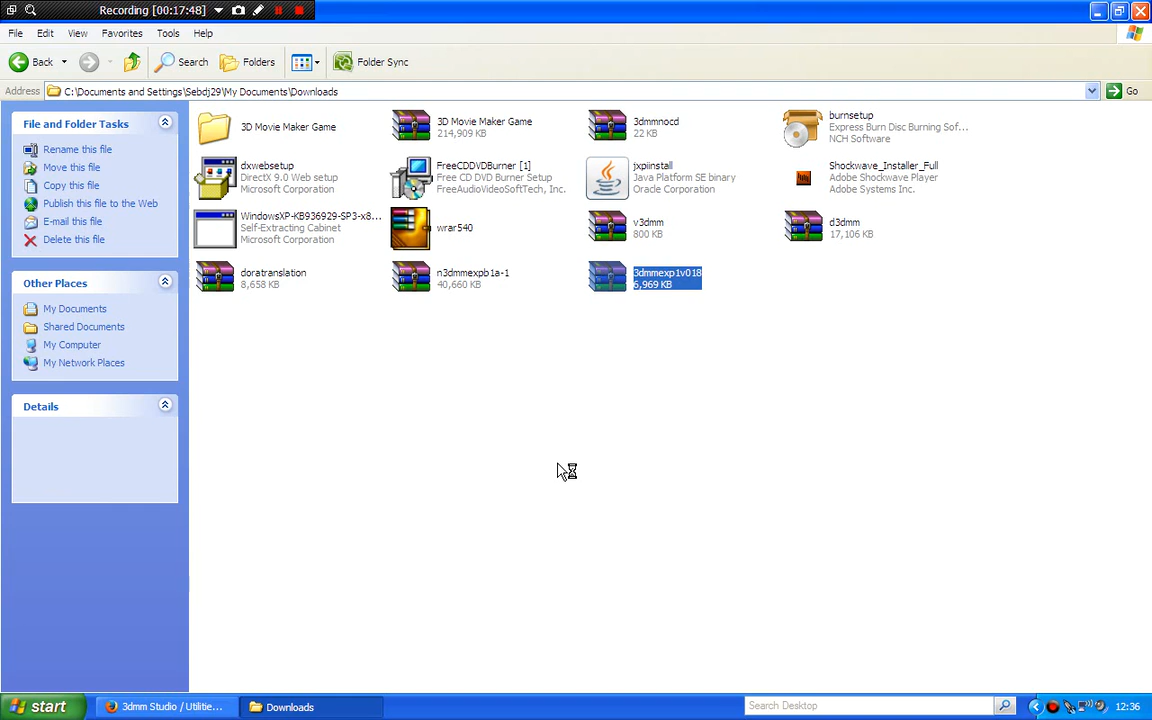 Recording [00:17:48]
File Edit View Favorites Tools Help
Back Search Folders Folder Sync
Address C:\Documents and Settings\Sebdj29\My Documents\Downloads Go
File and Folder Tasks
Rename this file
Move this file
Copy this file
Publish this file to the Web
E-mail this file
Delete this file
Other Places
My Documents
Shared Documents
My Computer
My Network Places
Details
3D Movie Maker Game
3D Movie Maker Game
214,909 KB
3dmmnocd
22 KB
burnsetup
Express Burn Disc Burning Sof...
NCH Software
dxwebsetup
DirectX 9.0 Web setup
Microsoft Corporation
FreeCDDVDBurner [1]
Free CD DVD Burner Setup
FreeAudioVideoSoftTech, Inc.
jxpiinstall
Java Platform SE binary
Oracle Corporation
Shockwave_Installer_Full
Adobe Shockwave Player
Adobe Systems Inc.
WindowsXP-KB936929-SP3-x8...
Self-Extracting Cabinet
Microsoft Corporation
wrar540
v3dmm
800 KB
d3dmm
17,106 KB
doratranslation
8,658 KB
n3dmmexpb1a-1
40,660 KB
3dmmexp1v018
6,969 KB
start
3dmm Studio / Utilitie...
Downloads
Search Desktop
12:36